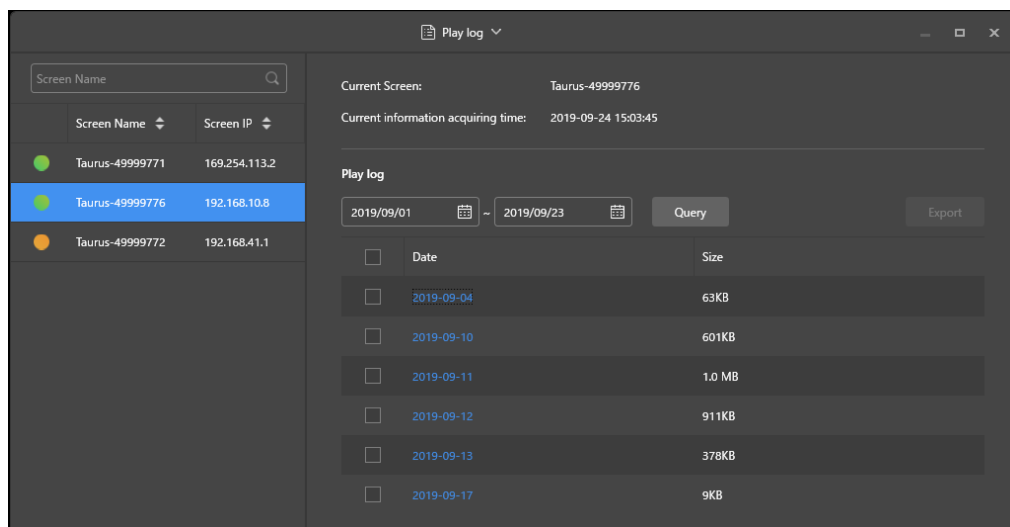 Play log
Screen Name
Screen Name Screen IP
Taurus-49999771 169.254.113.2
Taurus-49999776 192.168.10.8
Taurus-49999772 192.168.41.1
Current Screen: Taurus-49999776
Current information acquiring time: 2019-09-24 15:03:45
Play log
2019/09/01 ~ 2019/09/23 Query Export
Date Size
2019-09-04 63KB
2019-09-10 601KB
2019-09-11 1.0 MB
2019-09-12 911KB
2019-09-13 378KB
2019-09-17 9KB